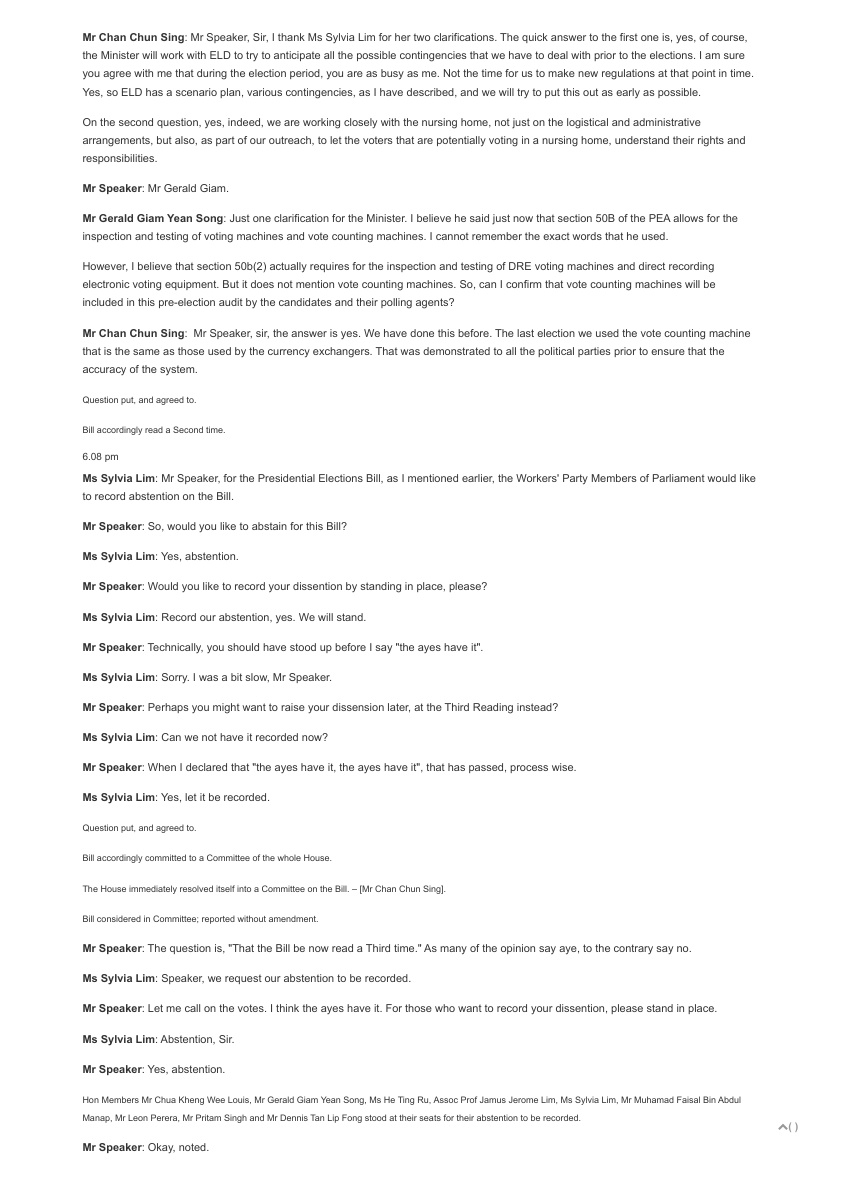 Mr Chan Chun Sing: Mr Speaker, Sir, I thank Ms Sylvia Lim for her two clarifications. The quick answer to the first one is, yes, of course,
the Minister will work with ELD to try to anticipate all the possible contingencies that we have to deal with prior to the elections. I am sure
you agree with me that during the election period, you are as busy as me. Not the time for us to make new regulations at that point in time.
Yes, so ELD has a scenario plan, various contingencies, as I have described, and we will try to put this out as early as possible.
On the second question, yes, indeed, we are working closely with the nursing home, not just on the logistical and administrative
arrangements, but also, as part of our outreach, to let the voters that are potentially voting in a nursing home, understand their rights and
responsibilities.
Mr Speaker: Mr Gerald Giam.
Mr Gerald Giam Yean Song: Just one clarification for the Minister. I believe he said just now that section 50B of the PEA allows for the
inspection and testing of voting machines and vote counting machines. I cannot remember the exact words that he used.
However, I believe that section 50b(2) actually requires for the inspection and testing of DRE voting machines and direct recording
electronic voting equipment. But it does not mention vote counting machines. So, can I confirm that vote counting machines will be
included in this pre-election audit by the candidates and their polling agents?
Mr Chan Chun Sing:  Mr Speaker, sir, the answer is yes. We have done this before. The last election we used the vote counting machine
that is the same as those used by the currency exchangers. That was demonstrated to all the political parties prior to ensure that the
accuracy of the system.
Question put, and agreed to.
Bill accordingly read a Second time.
6.08 pm
Ms Sylvia Lim: Mr Speaker, for the Presidential Elections Bill, as I mentioned earlier, the Workers' Party Members of Parliament would like
to record abstention on the Bill.
Mr Speaker: So, would you like to abstain for this Bill?
Ms Sylvia Lim: Yes, abstention.
Mr Speaker: Would you like to record your dissention by standing in place, please?
Ms Sylvia Lim: Record our abstention, yes. We will stand.
Mr Speaker: Technically, you should have stood up before I say "the ayes have it".
Ms Sylvia Lim: Sorry. I was a bit slow, Mr Speaker.
Mr Speaker: Perhaps you might want to raise your dissension later, at the Third Reading instead?
Ms Sylvia Lim: Can we not have it recorded now?
Mr Speaker: When I declared that "the ayes have it, the ayes have it", that has passed, process wise.
Ms Sylvia Lim: Yes, let it be recorded.
Question put, and agreed to.
Bill accordingly committed to a Committee of the whole House.
The House immediately resolved itself into a Committee on the Bill. – [Mr Chan Chun Sing].
Bill considered in Committee; reported without amendment.
Mr Speaker: The question is, "That the Bill be now read a Third time." As many of the opinion say aye, to the contrary say no.
Ms Sylvia Lim: Speaker, we request our abstention to be recorded.
Mr Speaker: Let me call on the votes. I think the ayes have it. For those who want to record your dissention, please stand in place.
Ms Sylvia Lim: Abstention, Sir.
Mr Speaker: Yes, abstention.
Hon Members Mr Chua Kheng Wee Louis, Mr Gerald Giam Yean Song, Ms He Ting Ru, Assoc Prof Jamus Jerome Lim, Ms Sylvia Lim, Mr Muhamad Faisal Bin Abdul
Manap, Mr Leon Perera, Mr Pritam Singh and Mr Dennis Tan Lip Fong stood at their seats for their abstention to be recorded.
( )
Mr Speaker: Okay, noted.